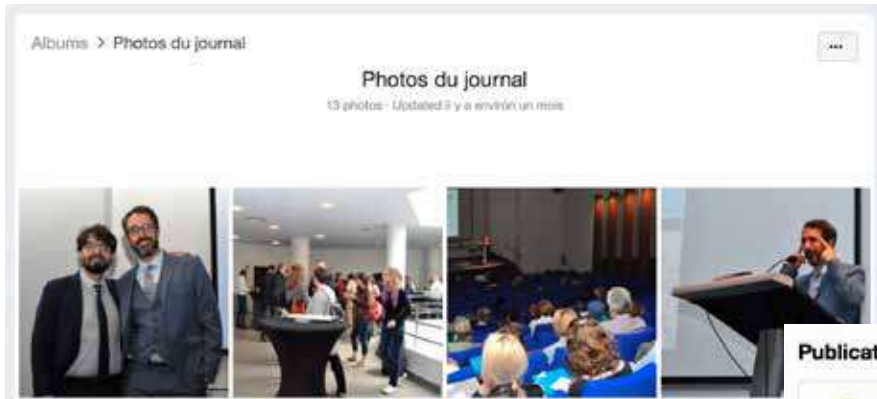 Albums > Photos du journal
...
Photos du journal
13 photos · Updated il y a environ un mois
Publicat